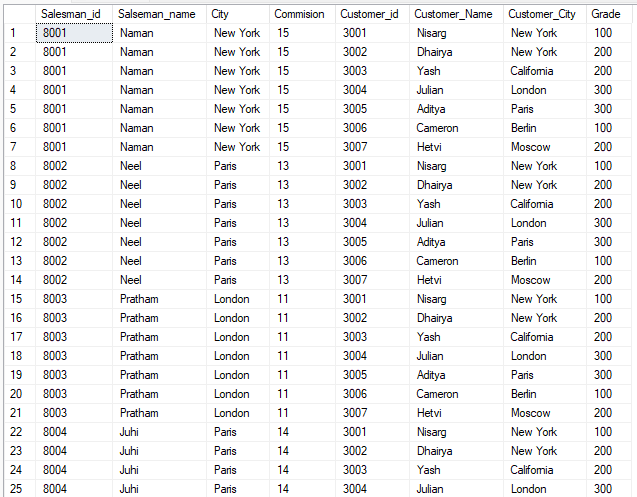 Salesman_id Salseman_name City Commision Customer_id Customer_Name Customer_City Grade
1 8001 Naman New York 15 3001 Nisarg New York 100
2 8001 Naman New York 15 3002 Dhairya New York 200
3 8001 Naman New York 15 3003 Yash California 200
4 8001 Naman New York 15 3004 Julian London 300
5 8001 Naman New York 15 3005 Aditya Paris 300
6 8001 Naman New York 15 3006 Cameron Berlin 100
7 8001 Naman New York 15 3007 Hetvi Moscow 200
8 8002 Neel Paris 13 3001 Nisarg New York 100
9 8002 Neel Paris 13 3002 Dhairya New York 200
10 8002 Neel Paris 13 3003 Yash California 200
11 8002 Neel Paris 13 3004 Julian London 300
12 8002 Neel Paris 13 3005 Aditya Paris 300
13 8002 Neel Paris 13 3006 Cameron Berlin 100
14 8002 Neel Paris 13 3007 Hetvi Moscow 200
15 8003 Pratham London 11 3001 Nisarg New York 100
16 8003 Pratham London 11 3002 Dhairya New York 200
17 8003 Pratham London 11 3003 Yash California 200
18 8003 Pratham London 11 3004 Julian London 300
19 8003 Pratham London 11 3005 Aditya Paris 300
20 8003 Pratham London 11 3006 Cameron Berlin 100
21 8003 Pratham London 11 3007 Hetvi Moscow 200
22 8004 Juhi Paris 14 3001 Nisarg New York 100
23 8004 Juhi Paris 14 3002 Dhairya New York 200
24 8004 Juhi Paris 14 3003 Yash California 200
25 8004 Juhi Paris 14 3004 Julian London 300